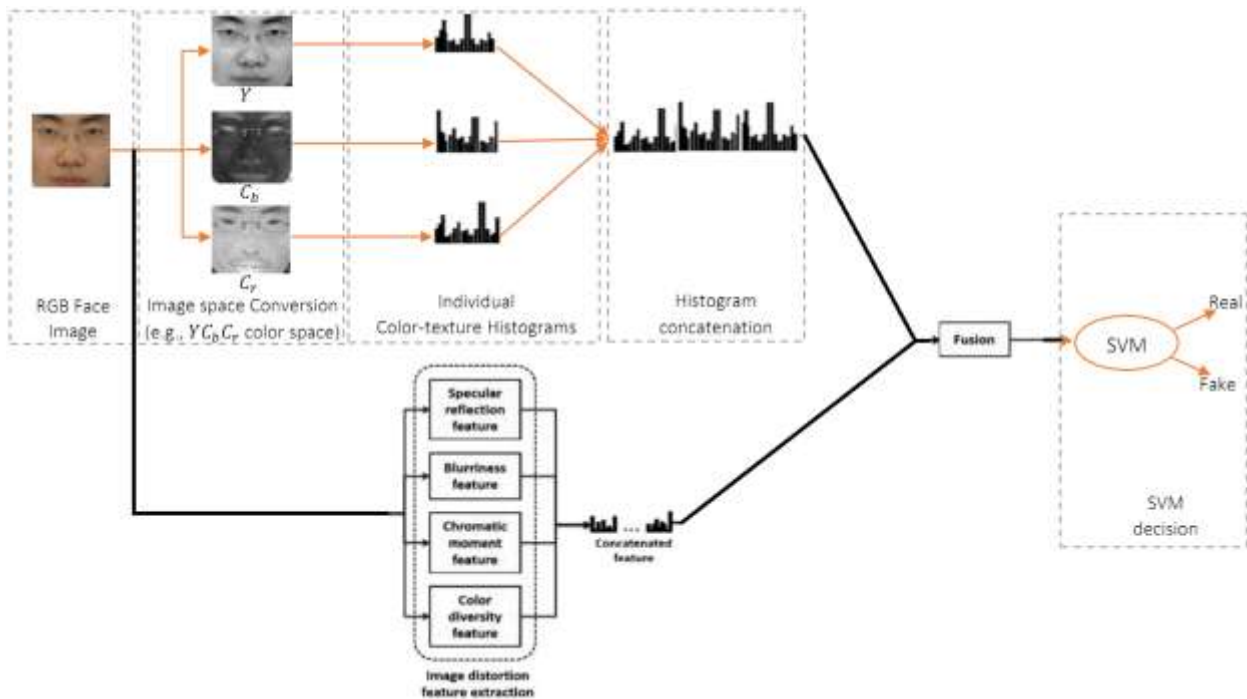 Y
C_b
C_r
RGB Face
Image
Image space Conversion
(e.g., YC_bC_r color space)
Individual
Color-texture Histograms
Histogram
concatenation
Fusion
SVM
Real
Fake
SVM
decision
Specular
reflection
feature
Blurriness
feature
Chromatic
moment
feature
Color
diversity
feature
...
Concatenated
feature
Image distortion
feature extraction